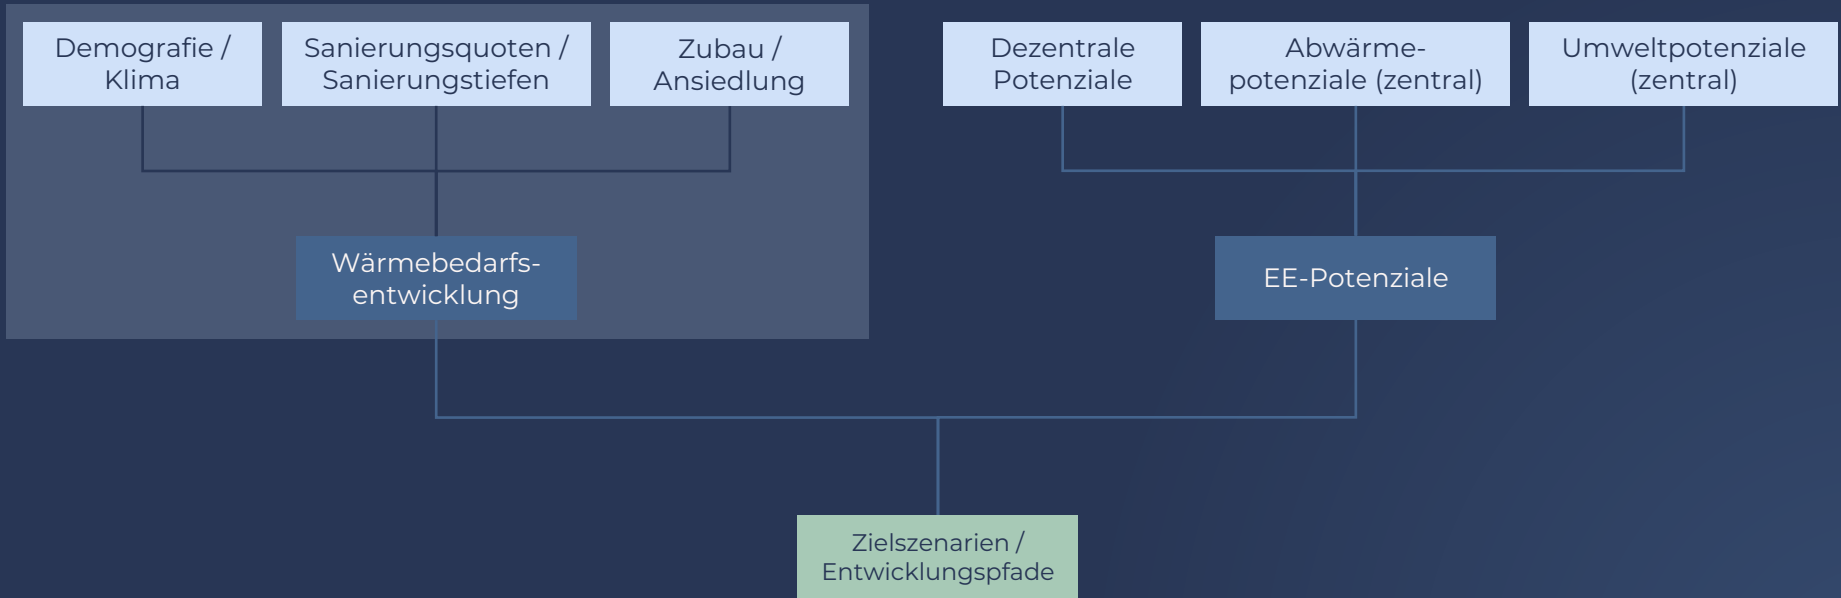 Demografie /
Klima
Sanierungsquoten /
Sanierungstiefen
Zubau /
Ansiedlung
Dezentrale
Potenziale
Abwärme-
potenziale (zentral)
Umweltpotenziale
(zentral)
Wärmebedarfs-
entwicklung
EE-Potenziale
Zielszenarien /
Entwicklungspfade